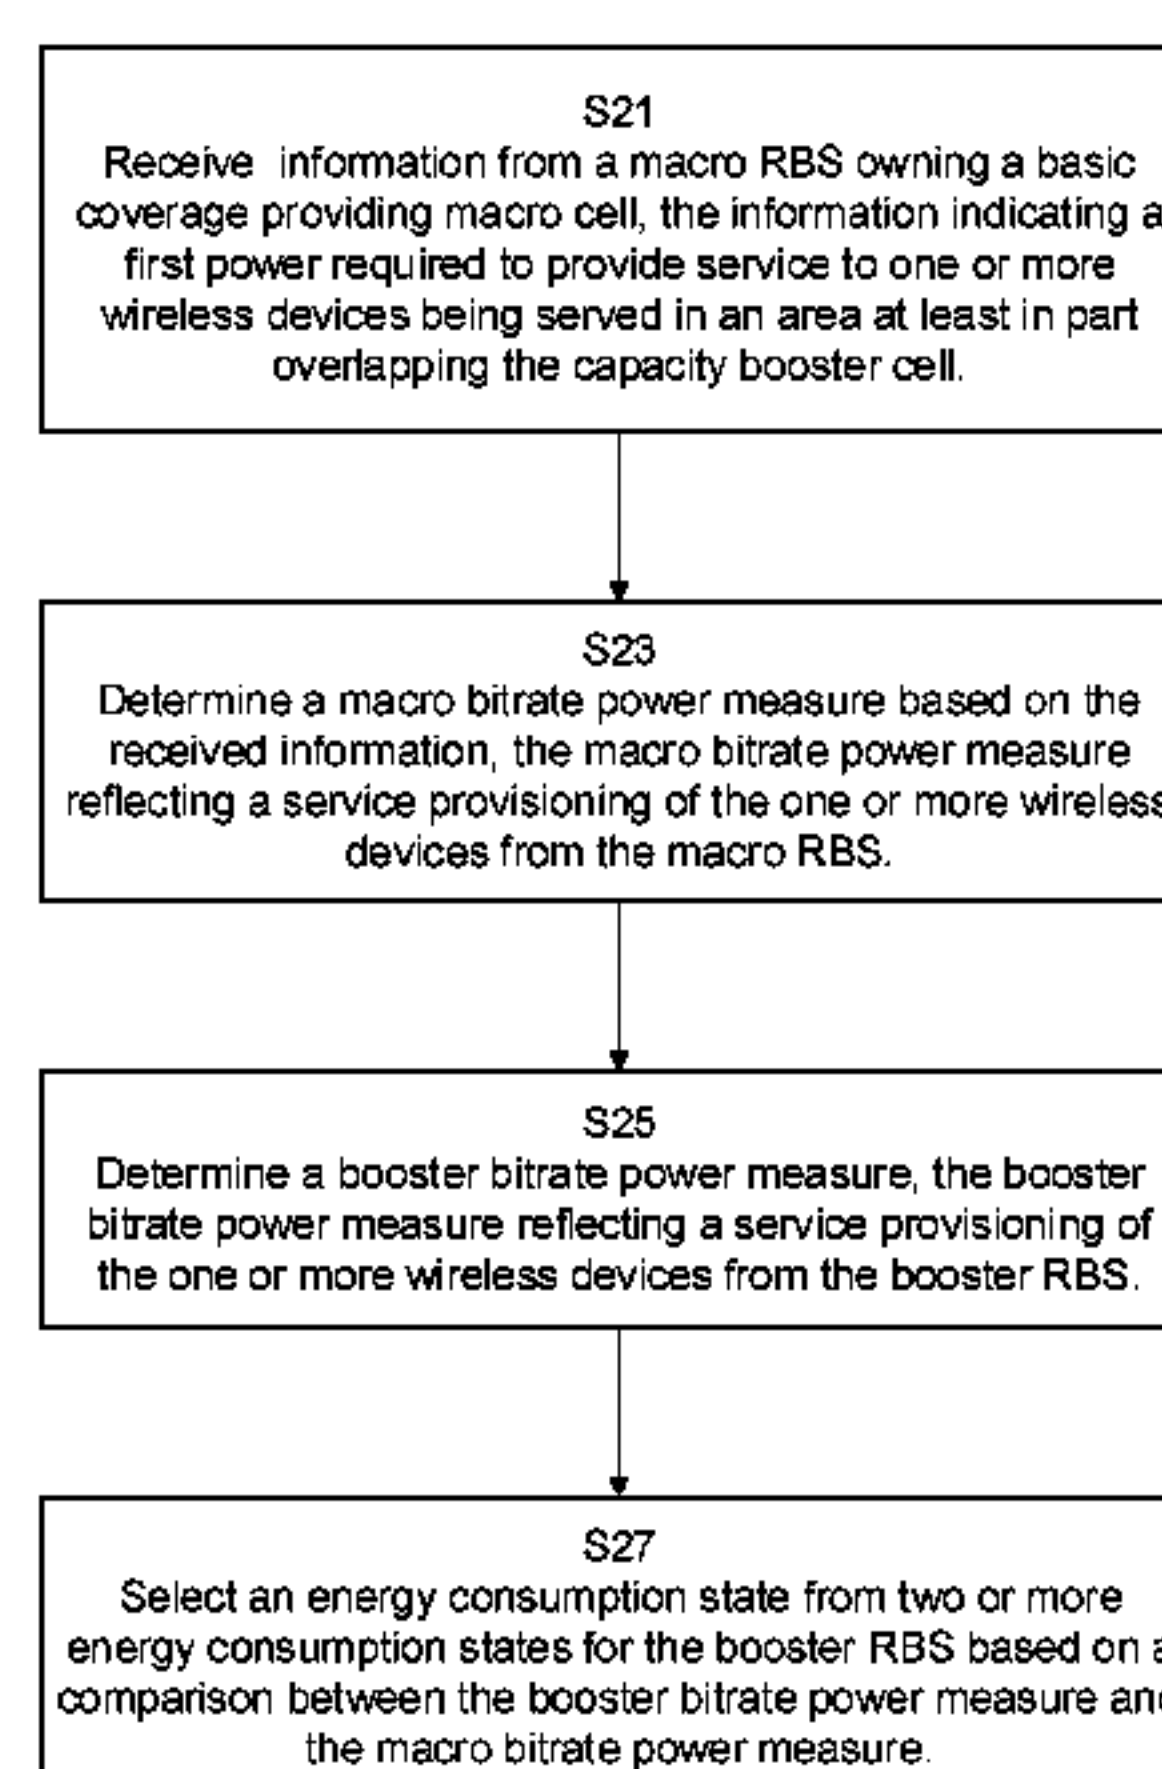 S21
Receive information from a macro RBS owning a basic
coverage providing macro cell, the information indicating a
first power required to provide service to one or more
wireless devices being served in an area at least in part
overlapping the capacity booster cell.
S23
Determine a macro bitrate power measure based on the
received information, the macro bitrate power measure
reflecting a service provisioning of the one or more wireless
devices from the macro RBS.
S25
Determine a booster bitrate power measure, the booster
bitrate power measure reflecting a service provisioning of
the one or more wireless devices from the booster RBS.
S27
Select an energy consumption state from two or more
energy consumption states for the booster RBS based on a
comparison between the booster bitrate power measure and
the macro bitrate power measure.